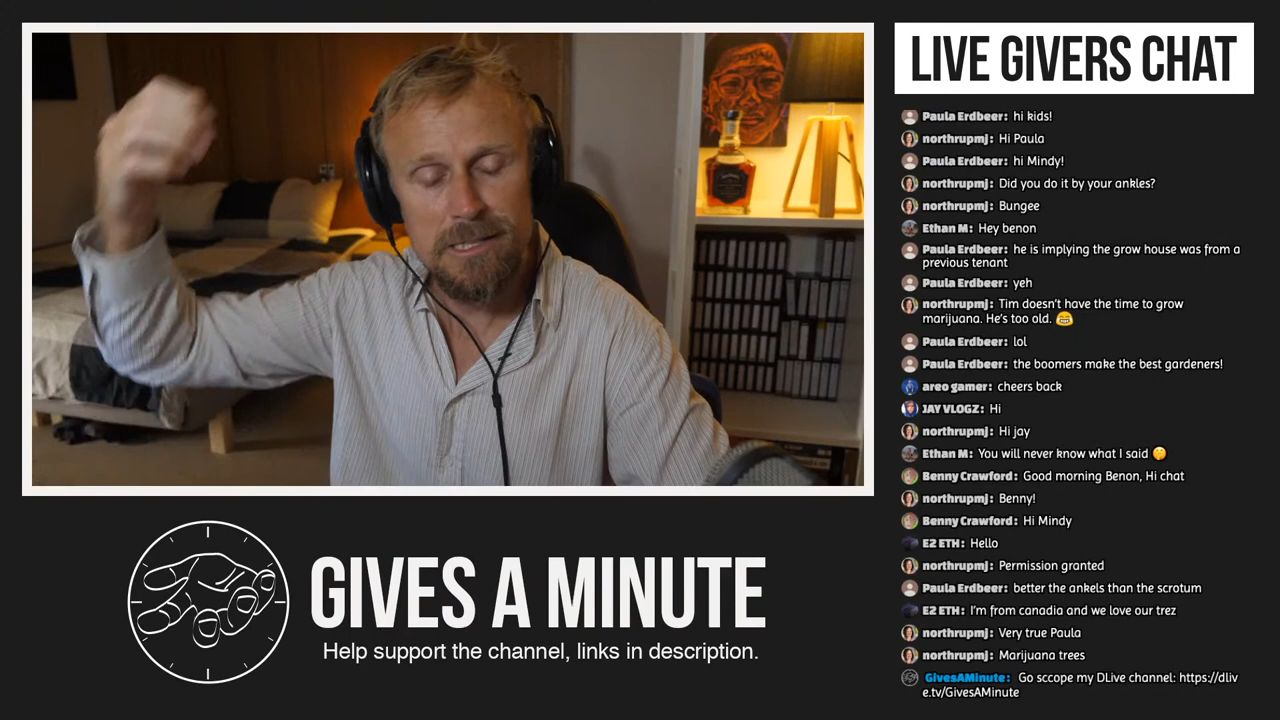 LIVE GIVERS CHAT
Paula Erdbeer: hi kids!
northrupmj: Hi Paula
Paula Erdbeer: hi Mindy!
northrupmj: Did you do it by your ankles?
northrupmj: Bungee
Ethan M: Hey benon
Paula Erdbeer: he is implying the grow house was from a
previous tenant
Paula Erdbeer: yeh
northrupmj: Tim doesn't have the time to grow
marijuana. He's too old. 😂
Paula Erdbeer: lol
Paula Erdbeer: the boomers make the best gardeners!
areo gamer: cheers back
JAY VLOGZ: Hi
northrupmj: Hi jay
Ethan M: You will never know what I said 🤭
Benny Crawford: Good morning Benon, Hi chat
northrupmj: Benny!
Benny Crawford: Hi Mindy
E2 ETH: Hello
northrupmj: Permission granted
Paula Erdbeer: better the ankels than the scrotum
E2 ETH: I'm from canadia and we love our trez
northrupmj: Very true Paula
northrupmj: Marijuana trees
GivesAMinute: Go sccope my DLive channel: https://dliv
e.tv/GivesAMinute
GIVES A MINUTE
Help support the channel, links in description.